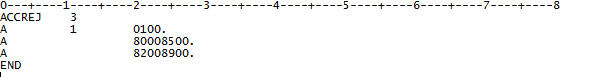 0---+----1----+----2----+----3----+----4----+----5----+----6----+----7----+----8
ACCREJ    3
A         1        0100.
A                  80008500.
A                  82008900.
END